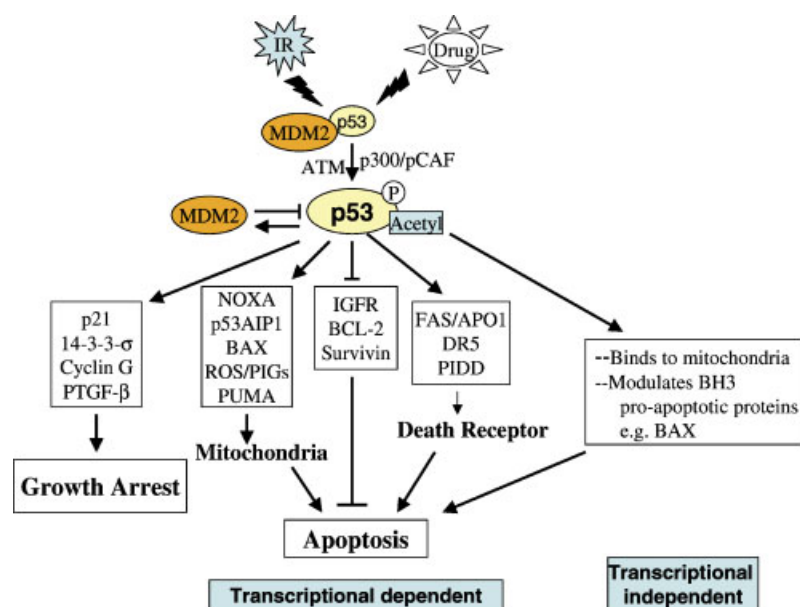 IR
Drug
MDM2
p53
ATM
p300/pCAF
MDM2
p53
P
Acetyl
p21
14-3-3-σ
Cyclin G
PTGF-β
Growth Arrest
NOXA
p53AIP1
BAX
ROS/PIGs
PUMA
Mitochondria
IGFR
BCL-2
Survivin
FAS/APO1
DR5
PIDD
Death Receptor
--Binds to mitochondria
--Modulates BH3
pro-apoptotic proteins
e.g. BAX
Apoptosis
Transcriptional dependent
Transcriptional
independent